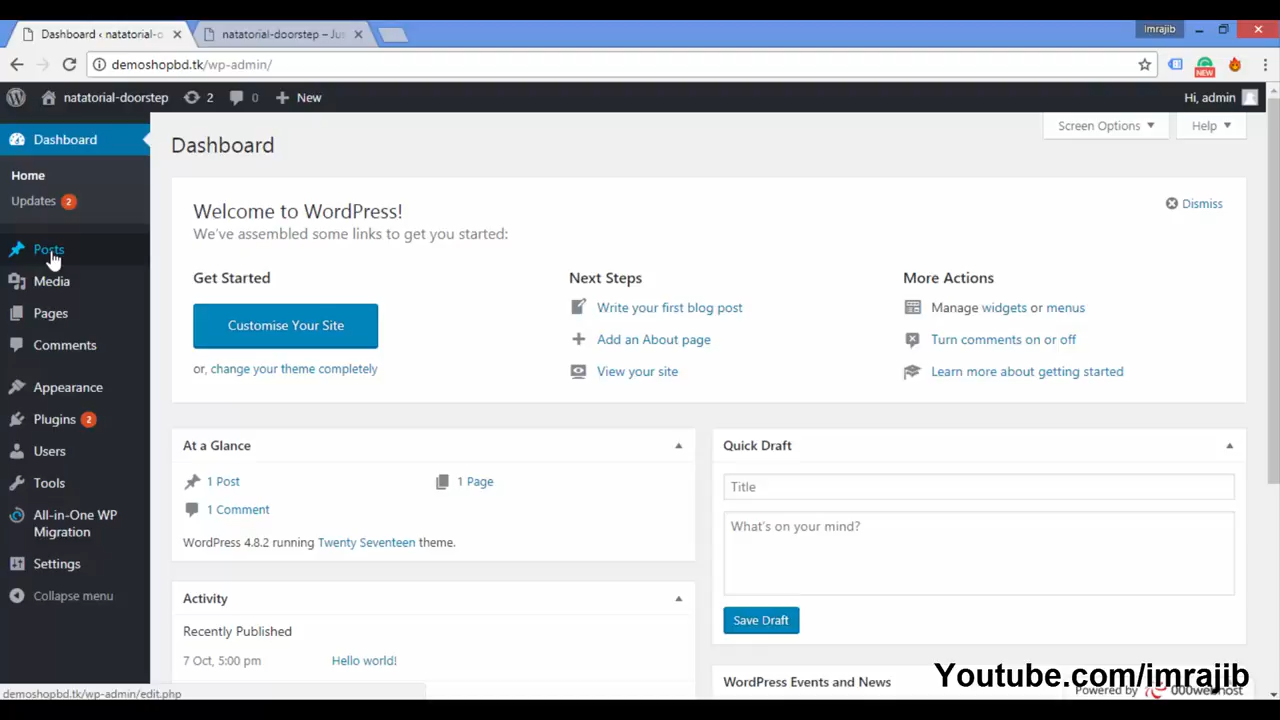 Dashboard ‹ natatorial-d
natatorial-doorstep – Jus
Imrajib
demoshopbd.tk/wp-admin/
NEW
natatorial-doorstep
2
0
New
Hi, admin
Dashboard
Home
Updates 2
Posts
Media
Pages
Comments
Appearance
Plugins 2
Users
Tools
All-in-One WP
Migration
Settings
Collapse menu
Dashboard
Screen Options
Help
Welcome to WordPress!
We've assembled some links to get you started:
Dismiss
Get Started
Customise Your Site
or, change your theme completely
Next Steps
Write your first blog post
Add an About page
View your site
More Actions
Manage widgets or menus
Turn comments on or off
Learn more about getting started
At a Glance
1 Post
1 Page
1 Comment
WordPress 4.8.2 running Twenty Seventeen theme.
Activity
Recently Published
7 Oct, 5:00 pm
Hello world!
Quick Draft
Title
What's on your mind?
Save Draft
WordPress Events and News
Youtube.com/imrajib
Powered by 000webhost
demoshopbd.tk/wp-admin/edit.php